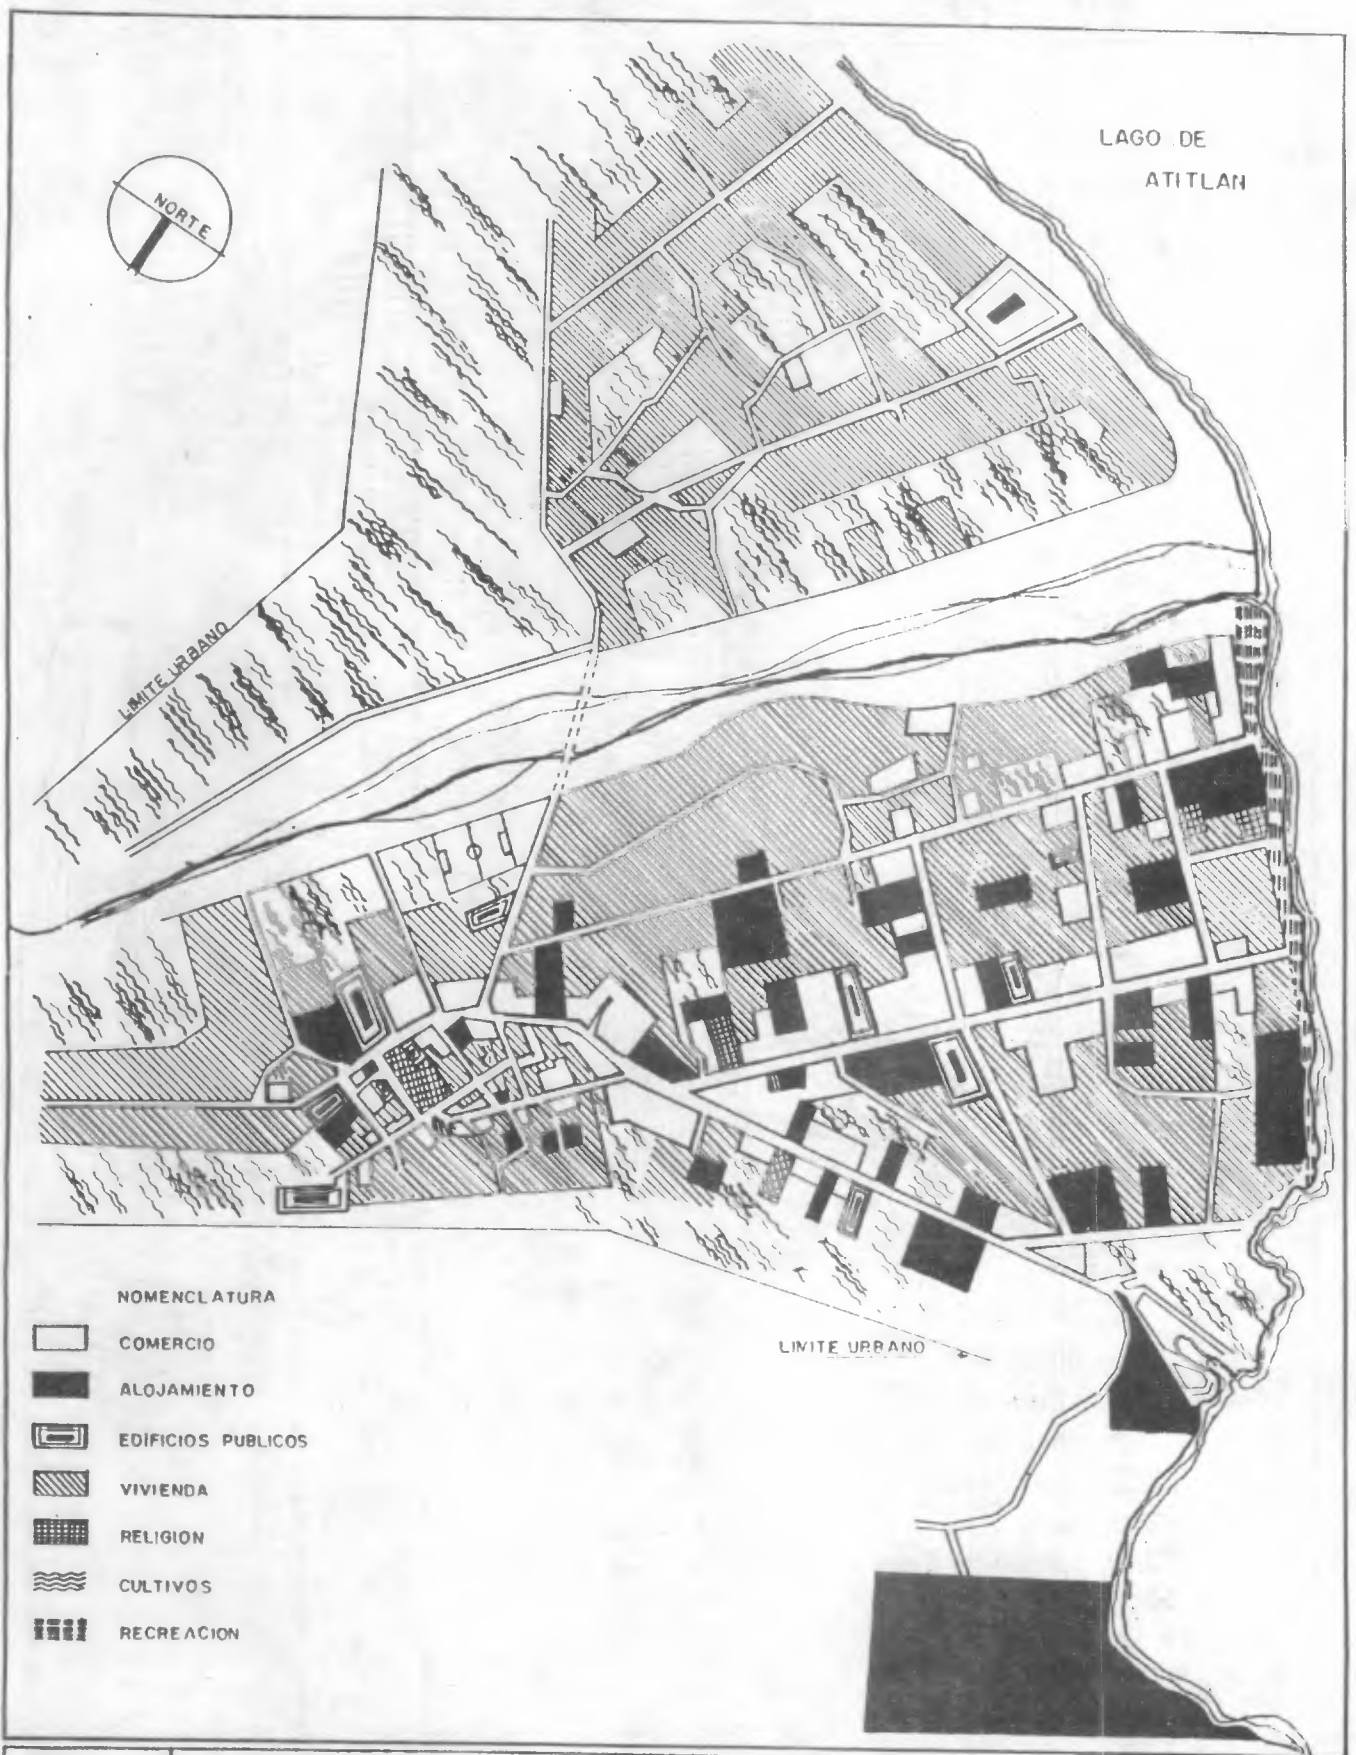 LAGO DE
ATITLAN
NORTE
LIMITE URBANO
NOMENCLATURA
COMERCIO
ALOJAMIENTO
EDIFICIOS PUBLICOS
VIVIENDA
RELIGION
CULTIVOS
RECREACION
LIMITE URBANO